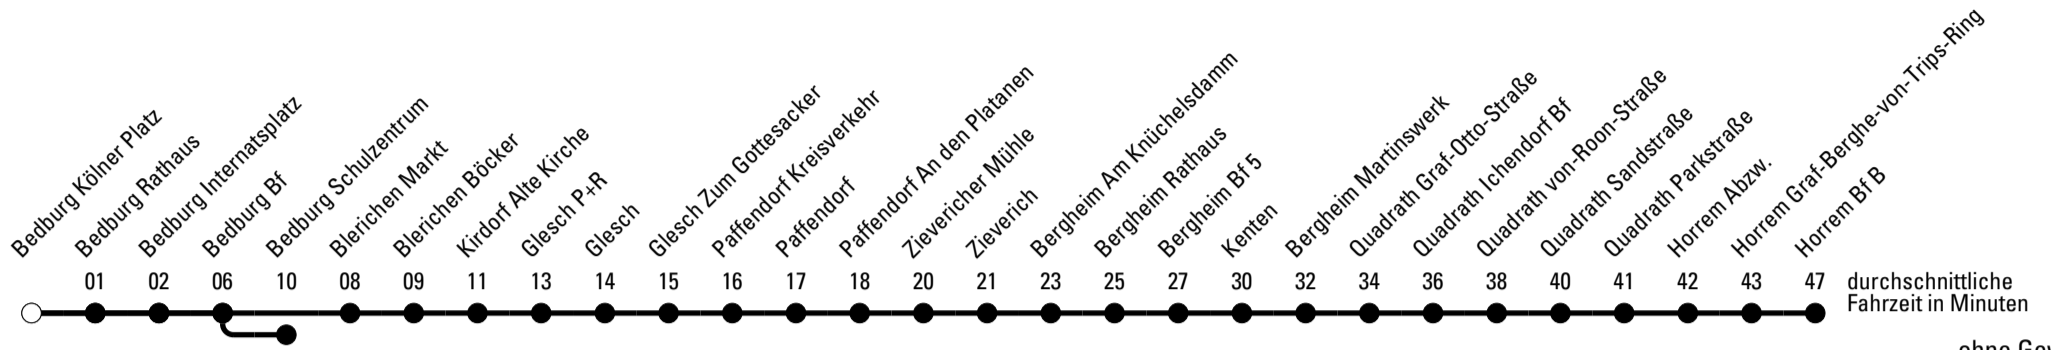 Bedburg Kölner Platz
Bedburg Rathaus
Bedburg Internatsplatz
Bedburg Bf
Bedburg Schulzentrum
Blerichen Markt
Blerichen Böcker
Kirdorf Alte Kirche
Glesch P+R
Glesch
Glesch Zum Gottesacker
Paffendorf Kreisverkehr
Paffendorf
Paffendorf An den Platanen
Zievericher Mühle
Zieverich
Bergheim Am Knüchelsdamm
Bergheim Rathaus
Bergheim Bf 5
Kenten
Bergheim Martinswerk
Quadrath Graf-Otto-Straße
Quadrath Ichendorf Bf
Quadrath von-Roon-Straße
Quadrath Sandstraße
Quadrath Parkstraße
Horrem Abzw.
Horrem Graf-Berghe-von-Trips-Ring
Horrem Bf B
01 02 06 10 08 09 11 13 14 15 16 17 18 20 21 23 25 27 30 32 34 36 38 40 41 42 43 47 durchschnittliche
Fahrzeit in Minuten
ohne